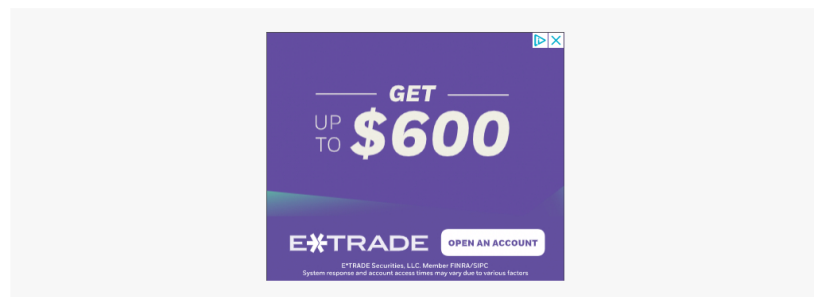 GET
UP TO $600
E*TRADE OPEN AN ACCOUNT
E*TRADE Securities, LLC. Member FINRA/SIPC
System response and account access times may vary due to various factors